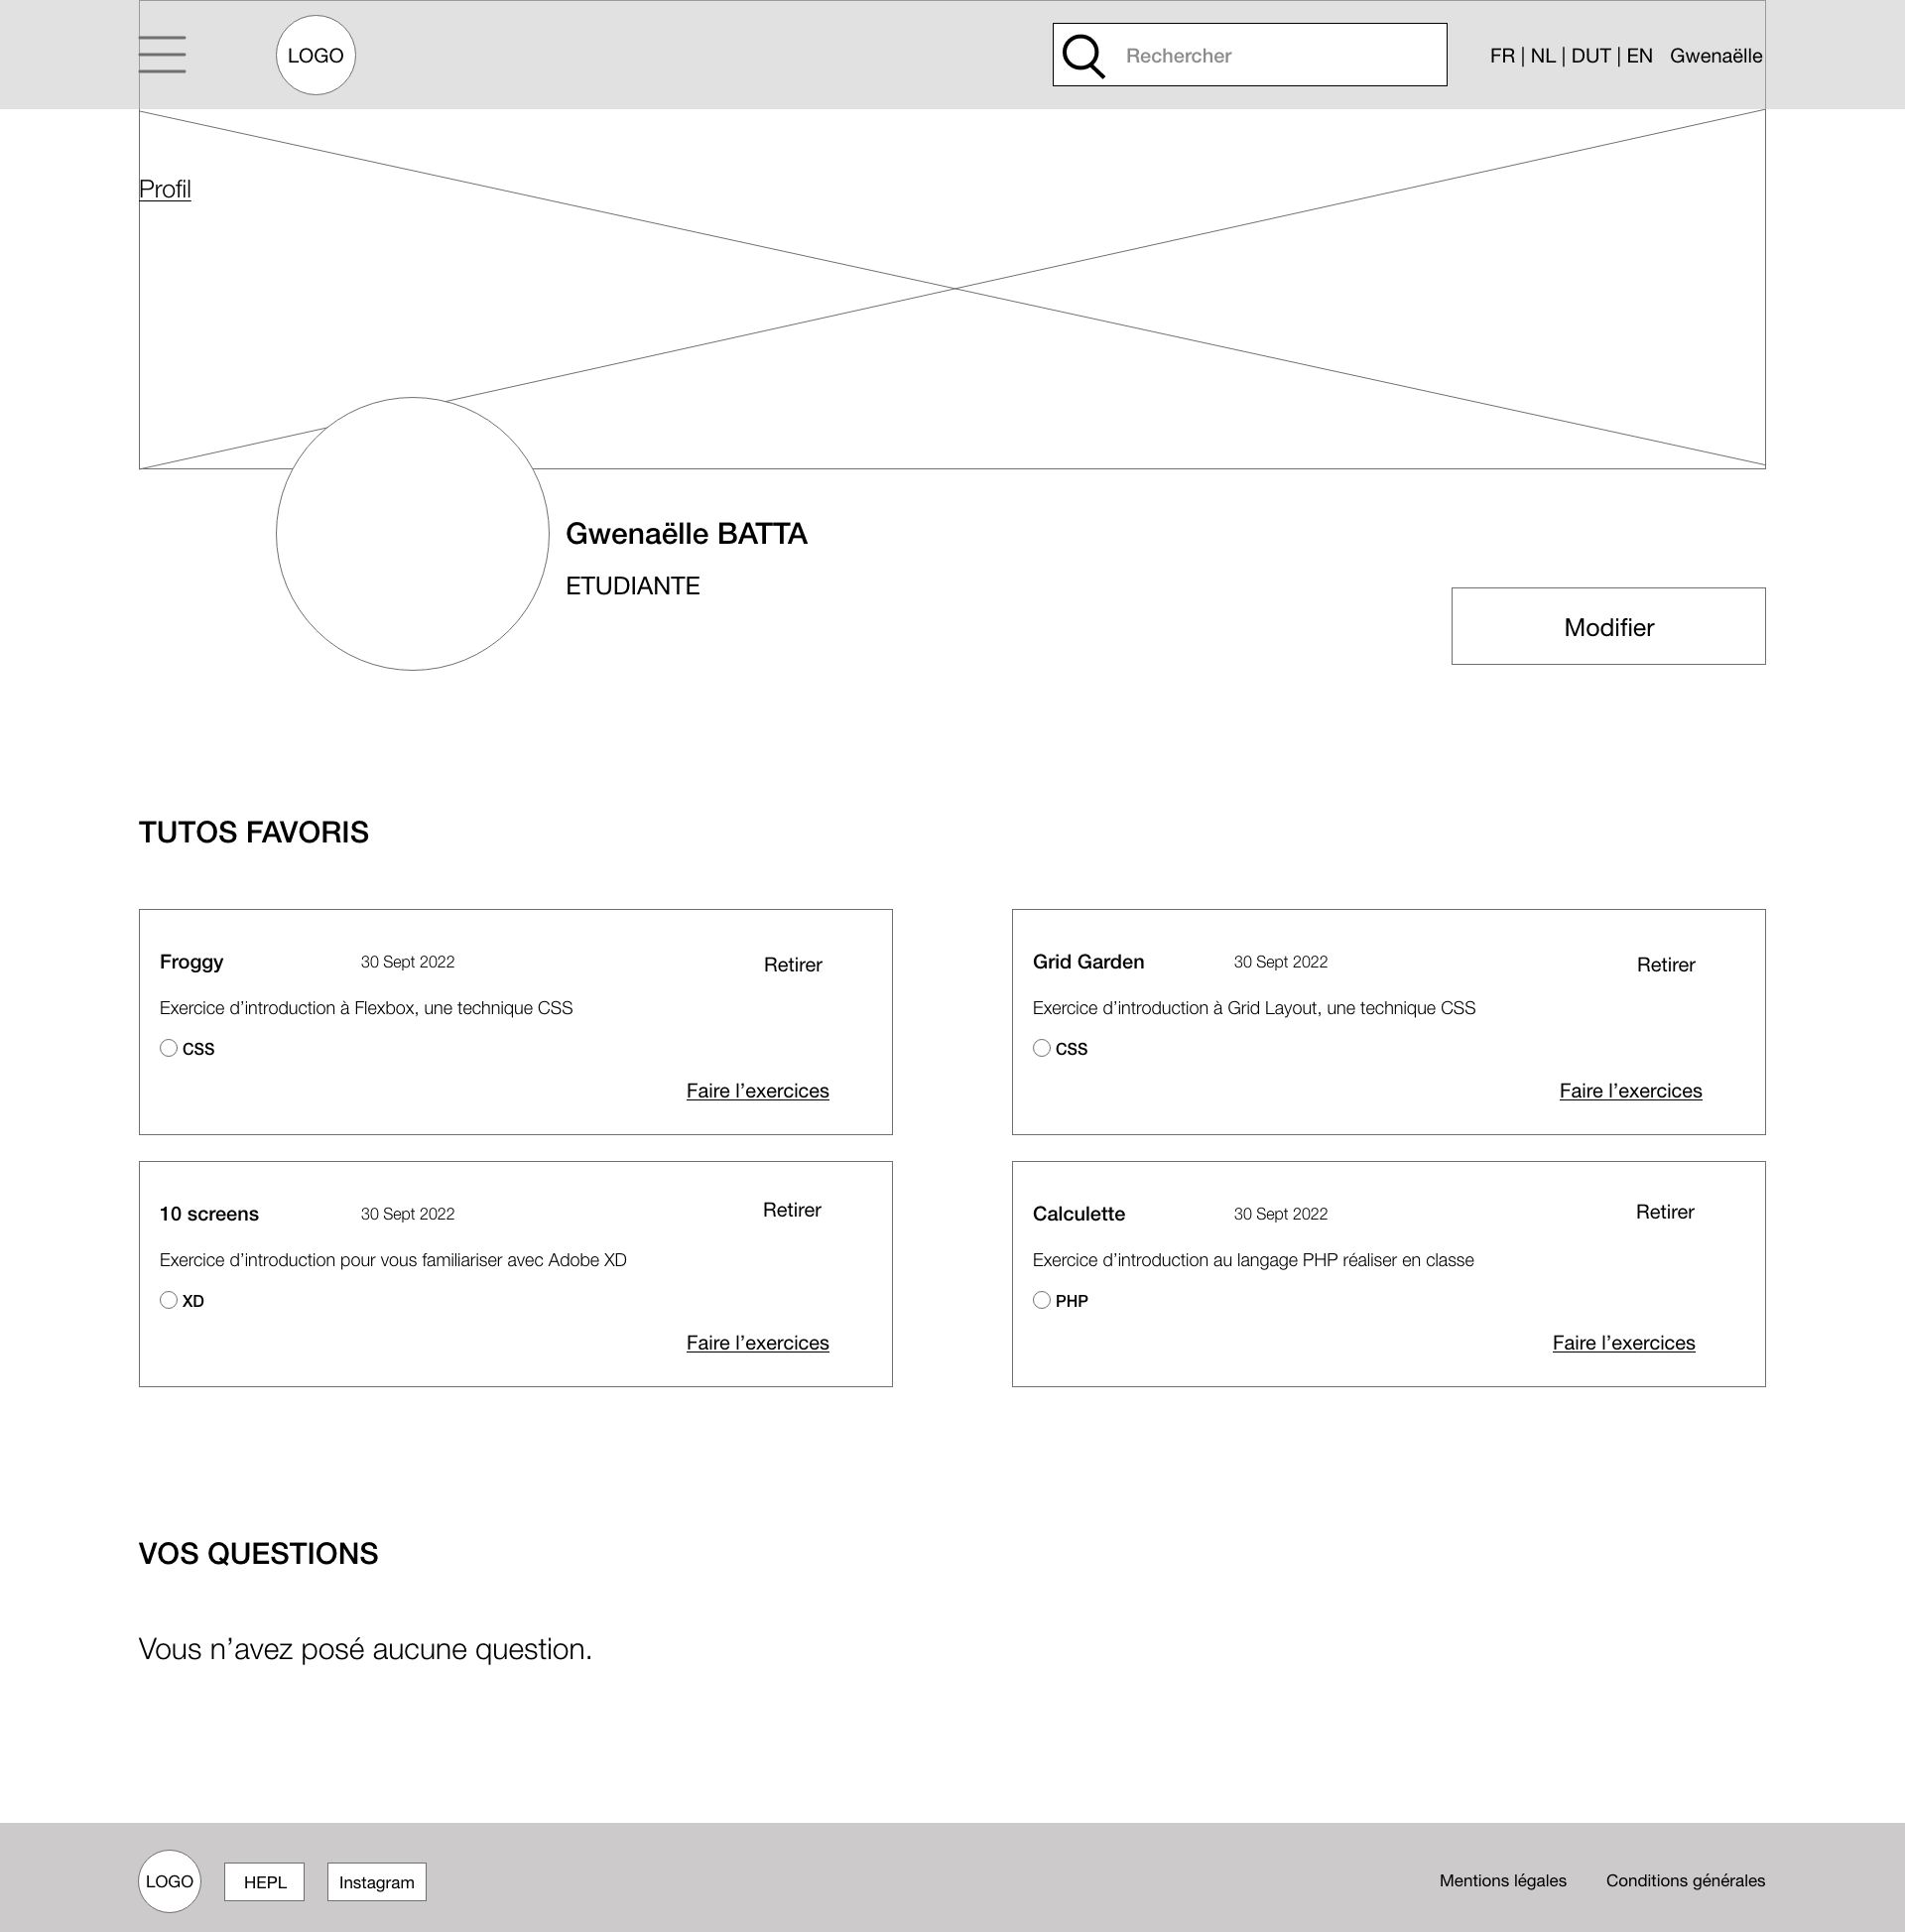 LOGO
Rechercher
FR | NL | DUT | EN
Gwenaëlle
Profil
Gwenaëlle BATTA
ETUDIANTE
Modifier
TUTOS FAVORIS
Froggy
30 Sept 2022
Retirer
Exercice d’introduction à Flexbox, une technique CSS
CSS
Faire l’exercices
Grid Garden
30 Sept 2022
Retirer
Exercice d’introduction à Grid Layout, une technique CSS
CSS
Faire l’exercices
10 screens
30 Sept 2022
Retirer
Exercice d’introduction pour vous familiariser avec Adobe XD
XD
Faire l’exercices
Calculette
30 Sept 2022
Retirer
Exercice d’introduction au langage PHP réaliser en classe
PHP
Faire l’exercices
VOS QUESTIONS
Vous n’avez posé aucune question.
LOGO
HEPL
Instagram
Mentions légales
Conditions générales